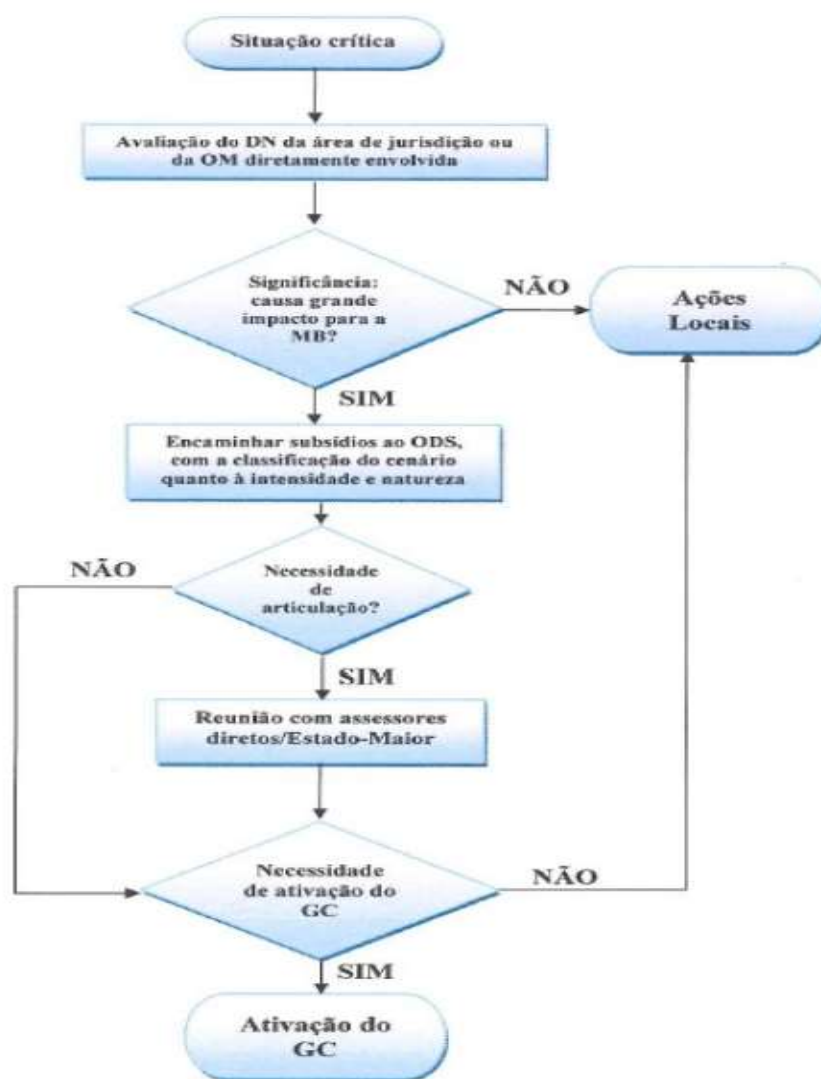 Situação crítica
Avaliação do DN da área de jurisdição ou
da OM diretamente envolvida
Significância:
causa grande
impacto para a
MB?
NÃO
Ações
Locais
SIM
Encaminhar subsídios ao ODS,
com a classificação do cenário
quanto à intensidade e natureza
NÃO
Necessidade
de
articulação?
SIM
Reunião com assessores
diretos/Estado-Maior
Necessidade
de ativação do
GC
NÃO
SIM
Ativação do
GC